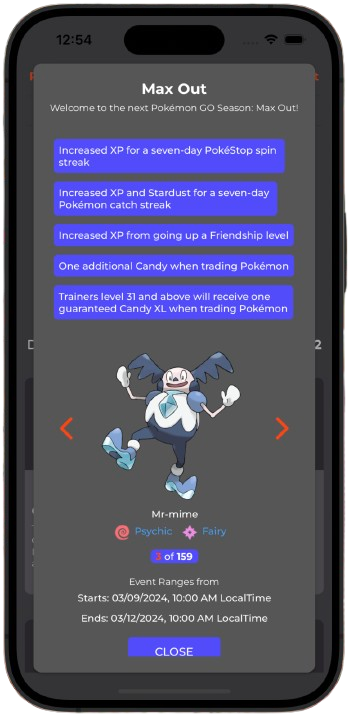 12:54
Max Out
Welcome to the next Pokémon GO Season: Max Out!
Increased XP for a seven-day PokéStop spin
streak
Increased XP and Stardust for a seven-day
Pokémon catch streak
Increased XP from going up a Friendship level
One additional Candy when trading Pokémon
Trainers level 31 and above will receive one
guaranteed Candy XL when trading Pokémon
Mr-mime
Psychic Fairy
3 of 159
Event Ranges from
Starts: 03/09/2024, 10:00 AM LocalTime
Ends: 03/12/2024, 10:00 AM LocalTime
CLOSE